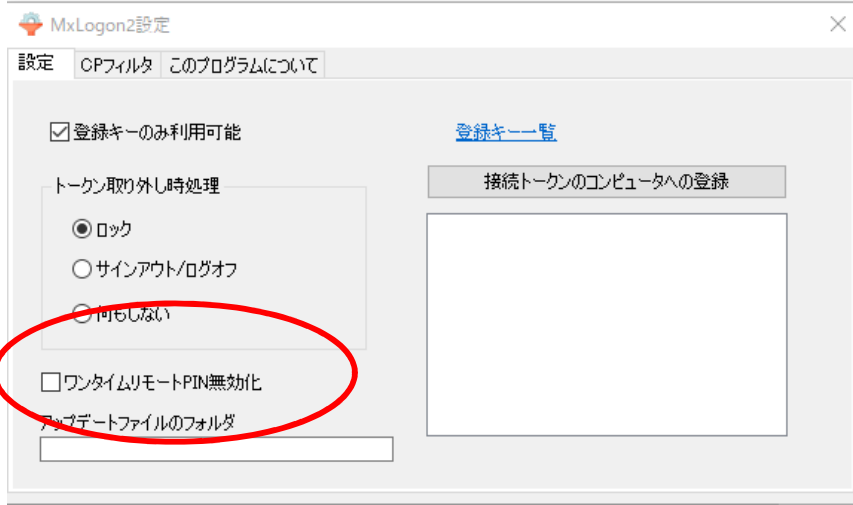 MxLogon2設定
設定 CPフィルタ このプログラムについて
登録キーのみ利用可能
登録キー一覧
トークン取り外し時処理
接続トークンのコンピュータへの登録
ロック
サインアウト/ログオフ
何もしない
ワンタイムリモートPIN無効化
アップデートファイルのフォルダ